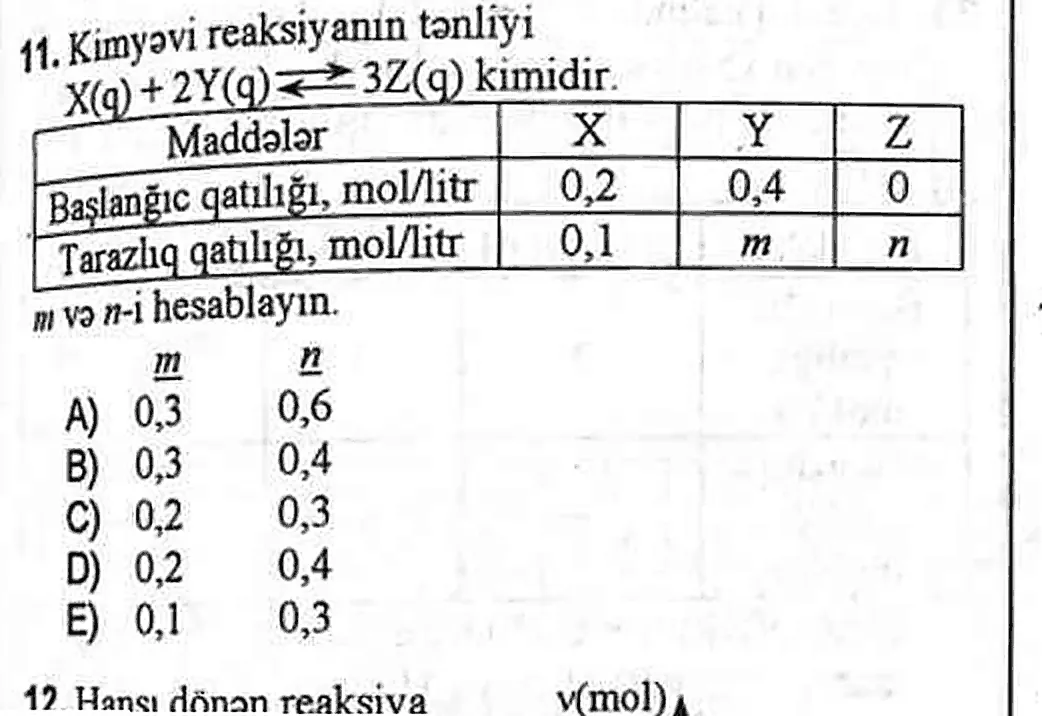 11. Kimyəvi reaksiyanın tənliyi
X(q) + 2Y(q) ⇄ 3Z(q) kimidir.
Maddələr X Y Z
Başlanğıc qatılığı, mol/litr 0,2 0,4 0
Tarazlıq qatılığı, mol/litr 0,1 m n
m və n-i hesablayın.
m n
A) 0,3 0,6
B) 0,3 0,4
C) 0,2 0,3
D) 0,2 0,4
E) 0,1 0,3
12. Hansı dönən reaksiya v(mol)